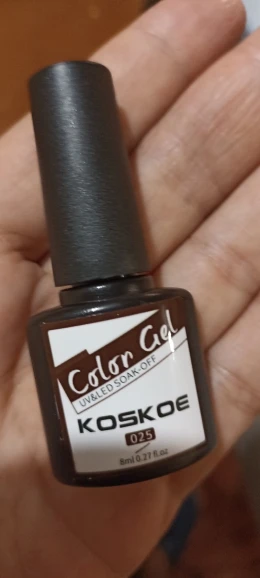 Color Gel
UV&LED SOAK-OFF
KOSKOE
025
8ml 0.27 fl.oz